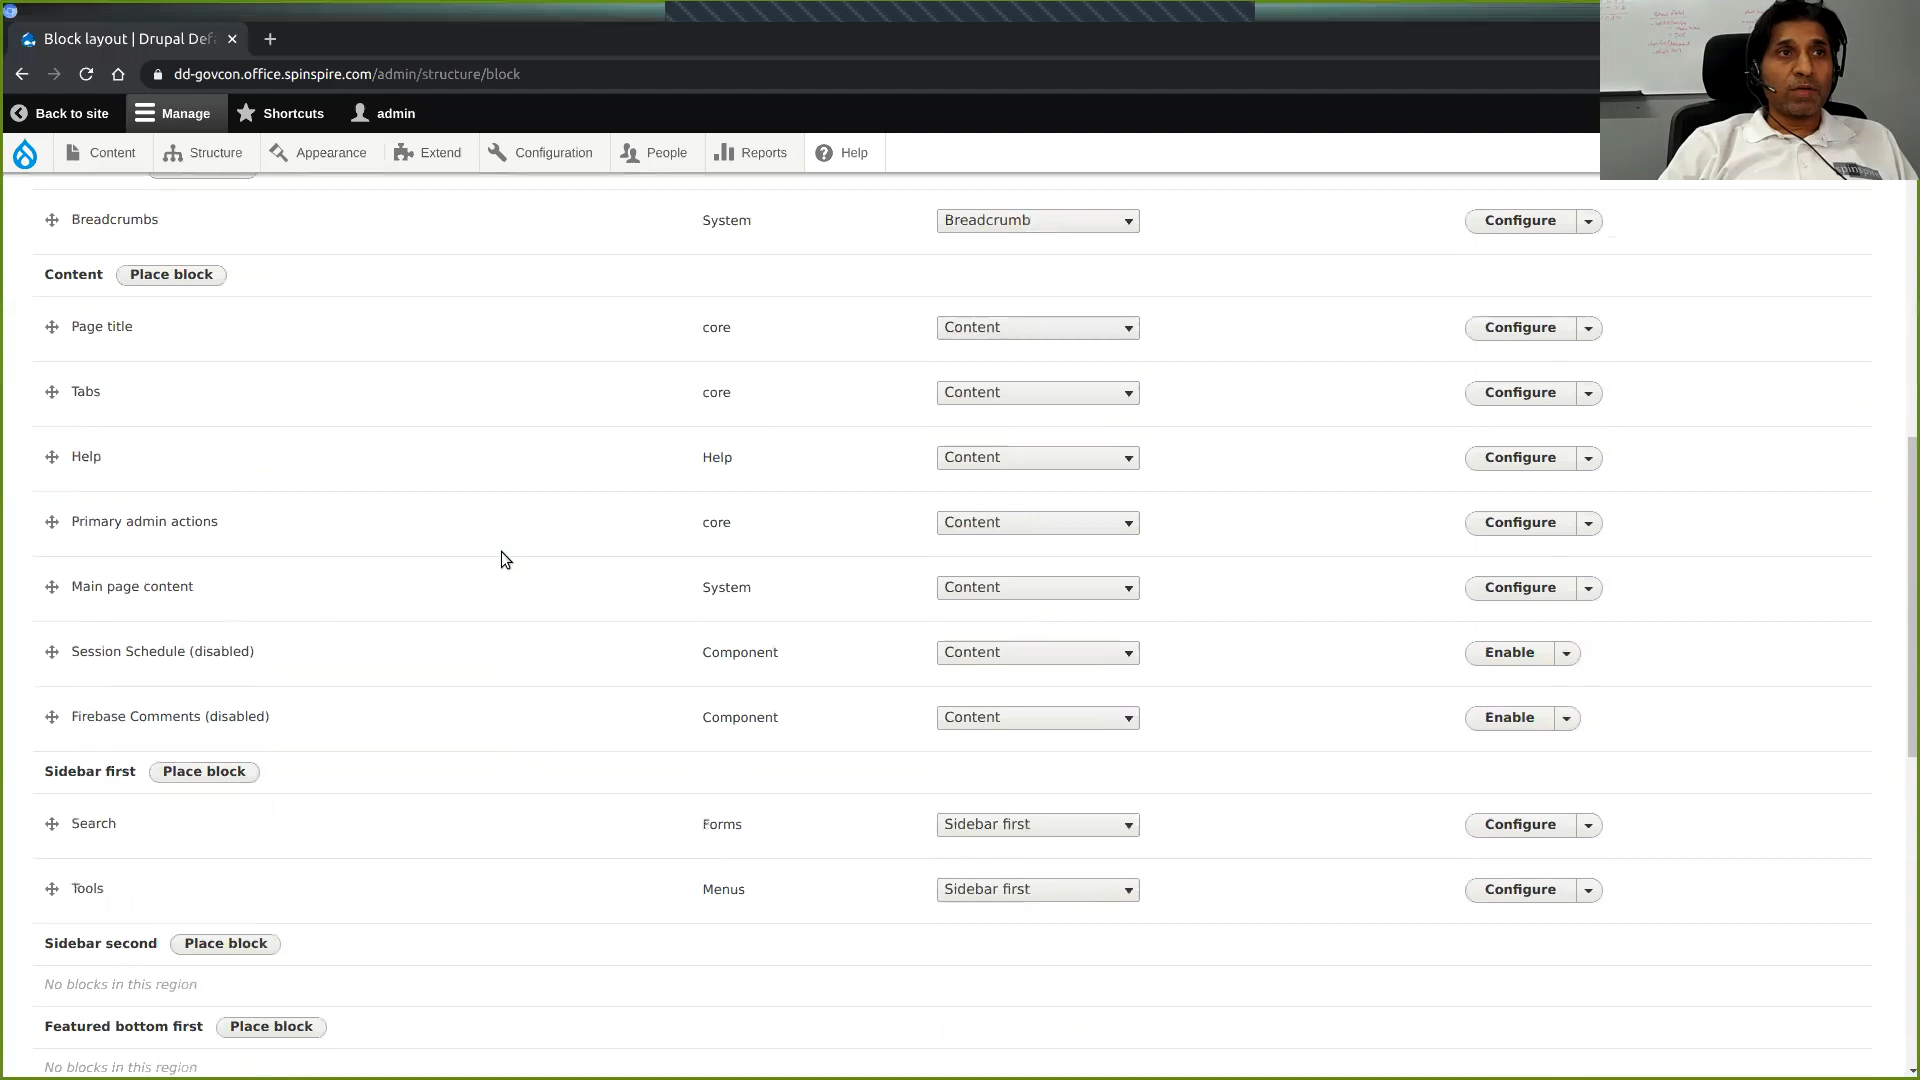 Block layout | Drupal Def
dd-govcon.office.spinspire.com/admin/structure/block
Back to site Manage Shortcuts admin
Content Structure Appearance Extend Configuration People Reports Help
Breadcrumbs System Breadcrumb Configure
Content Place block
Page title core Content Configure
Tabs core Content Configure
Help Help Content Configure
Primary admin actions core Content Configure
Main page content System Content Configure
Session Schedule (disabled) Component Content Enable
Firebase Comments (disabled) Component Content Enable
Sidebar first Place block
Search Forms Sidebar first Configure
Tools Menus Sidebar first Configure
Sidebar second Place block
No blocks in this region
Featured bottom first Place block
No blocks in this region
spinspire